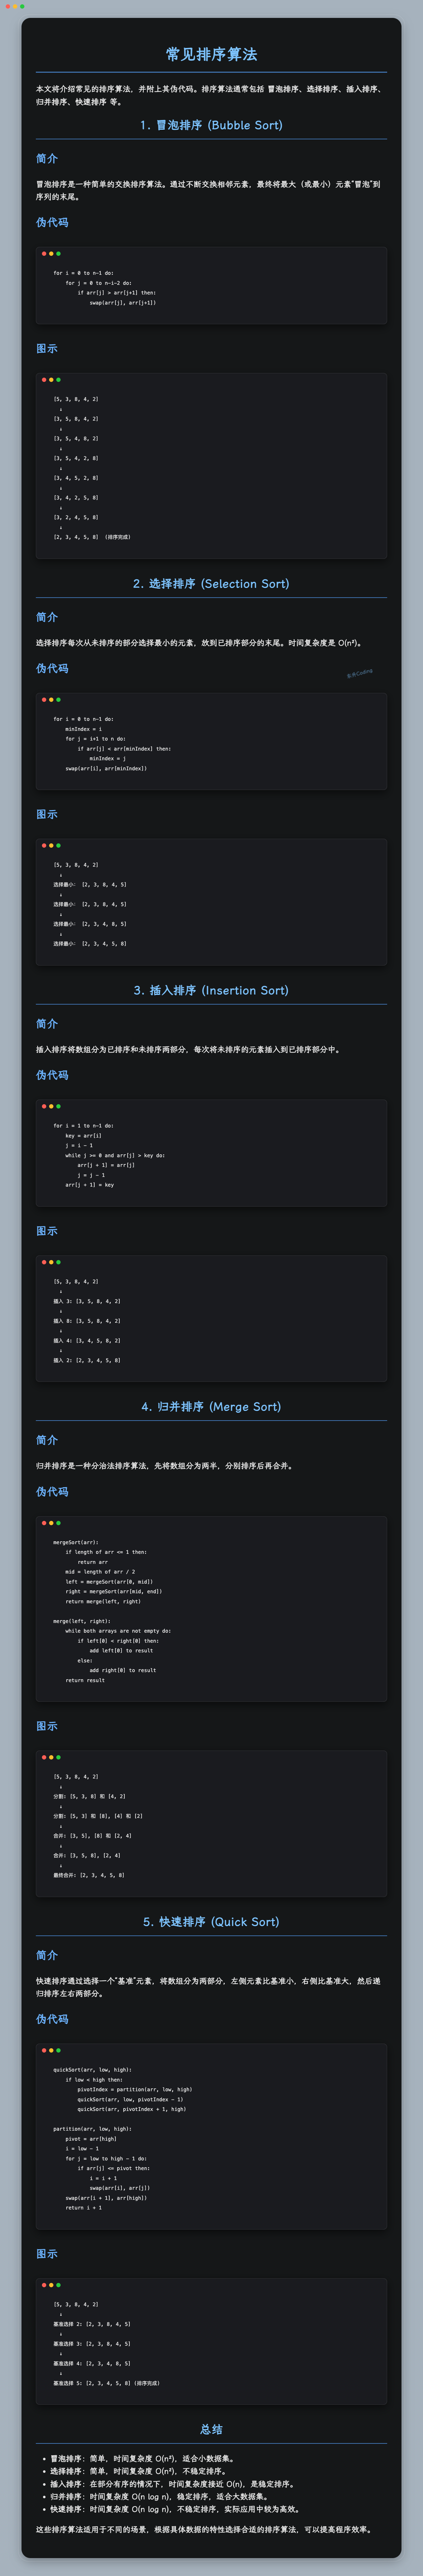 常见排序算法
本文将介绍常见的排序算法，并附上其伪代码。排序算法通常包括 冒泡排序、选择排序、插入排序、
归并排序、快速排序 等。
1. 冒泡排序 (Bubble Sort)
简介
冒泡排序是一种简单的交换排序算法。通过不断交换相邻元素，最终将最大（或最小）元素"冒泡"到
序列的末尾。
伪代码
for i = 0 to n-1 do:
for j = 0 to n-i-2 do:
if arr[j] > arr[j+1] then:
swap(arr[j], arr[j+1])
图示
[5, 3, 8, 4, 2]
↓
[3, 5, 8, 4, 2]
↓
[3, 5, 4, 8, 2]
↓
[3, 5, 4, 2, 8]
↓
[3, 4, 5, 2, 8]
↓
[3, 4, 2, 5, 8]
↓
[3, 2, 4, 5, 8]
↓
[2, 3, 4, 5, 8] (排序完成)
2. 选择排序 (Selection Sort)
简介
选择排序每次从未排序的部分选择最小的元素，放到已排序部分的末尾。时间复杂度是 O(n²)。
伪代码
for i = 0 to n-1 do:
minIndex = i
for j = i+1 to n do:
if arr[j] < arr[minIndex] then:
minIndex = j
swap(arr[i], arr[minIndex])
图示
[5, 3, 8, 4, 2]
↓
选择最小: [2, 3, 8, 4, 5]
↓
选择最小: [2, 3, 8, 4, 5]
↓
选择最小: [2, 3, 4, 8, 5]
↓
选择最小: [2, 3, 4, 5, 8]
3. 插入排序 (Insertion Sort)
简介
插入排序将数组分为已排序和未排序两部分，每次将未排序的元素插入到已排序部分中。
伪代码
for i = 1 to n-1 do:
key = arr[i]
j = i - 1
while j >= 0 and arr[j] > key do:
arr[j + 1] = arr[j]
j = j - 1
arr[j + 1] = key
图示
[5, 3, 8, 4, 2]
↓
插入 3: [3, 5, 8, 4, 2]
↓
插入 8: [3, 5, 8, 4, 2]
↓
插入 4: [3, 4, 5, 8, 2]
↓
插入 2: [2, 3, 4, 5, 8]
4. 归并排序 (Merge Sort)
简介
归并排序是一种分治法排序算法，先将数组分为两半，分别排序后再合并。
伪代码
mergeSort(arr):
if length of arr <= 1 then:
return arr
mid = length of arr / 2
left = mergeSort(arr[0, mid])
right = mergeSort(arr[mid, end])
return merge(left, right)
merge(left, right):
while both arrays are not empty do:
if left[0] < right[0] then:
add left[0] to result
else:
add right[0] to result
return result
图示
[5, 3, 8, 4, 2]
↓
分割: [5, 3, 8] 和 [4, 2]
↓
分割: [5, 3] 和 [8], [4] 和 [2]
↓
合并: [3, 5], [8] 和 [2, 4]
↓
合并: [3, 5, 8], [2, 4]
↓
最终合并: [2, 3, 4, 5, 8]
5. 快速排序 (Quick Sort)
简介
快速排序通过选择一个"基准"元素，将数组分为两部分，左侧元素比基准小，右侧比基准大，然后递
归排序左右两部分。
伪代码
quickSort(arr, low, high):
if low < high then:
pivotIndex = partition(arr, low, high)
quickSort(arr, low, pivotIndex - 1)
quickSort(arr, pivotIndex + 1, high)
partition(arr, low, high):
pivot = arr[high]
i = low - 1
for j = low to high - 1 do:
if arr[j] <= pivot then:
i = i + 1
swap(arr[i], arr[j])
swap(arr[i + 1], arr[high])
return i + 1
图示
[5, 3, 8, 4, 2]
↓
基准选择 2: [2, 3, 8, 4, 5]
↓
基准选择 3: [2, 3, 8, 4, 5]
↓
基准选择 4: [2, 3, 4, 8, 5]
↓
基准选择 5: [2, 3, 4, 5, 8] (排序完成)
总结
• 冒泡排序：简单，时间复杂度 O(n²)，适合小数据集。
• 选择排序：简单，时间复杂度 O(n²)，不稳定排序。
• 插入排序：在部分有序的情况下，时间复杂度接近 O(n)，是稳定排序。
• 归并排序：时间复杂度 O(n log n)，稳定排序，适合大数据集。
• 快速排序：时间复杂度 O(n log n)，不稳定排序，实际应用中较为高效。
这些排序算法适用于不同的场景，根据具体数据的特性选择合适的排序算法，可以提高程序效率。